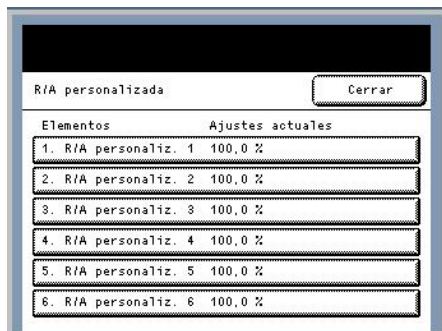 R/A personalizada Cerrar
Elementos Ajustes actuales
1. R/A personaliz. 1 100,0 %
2. R/A personaliz. 2 100,0 %
3. R/A personaliz. 3 100,0 %
4. R/A personaliz. 4 100,0 %
5. R/A personaliz. 5 100,0 %
6. R/A personaliz. 6 100,0 %